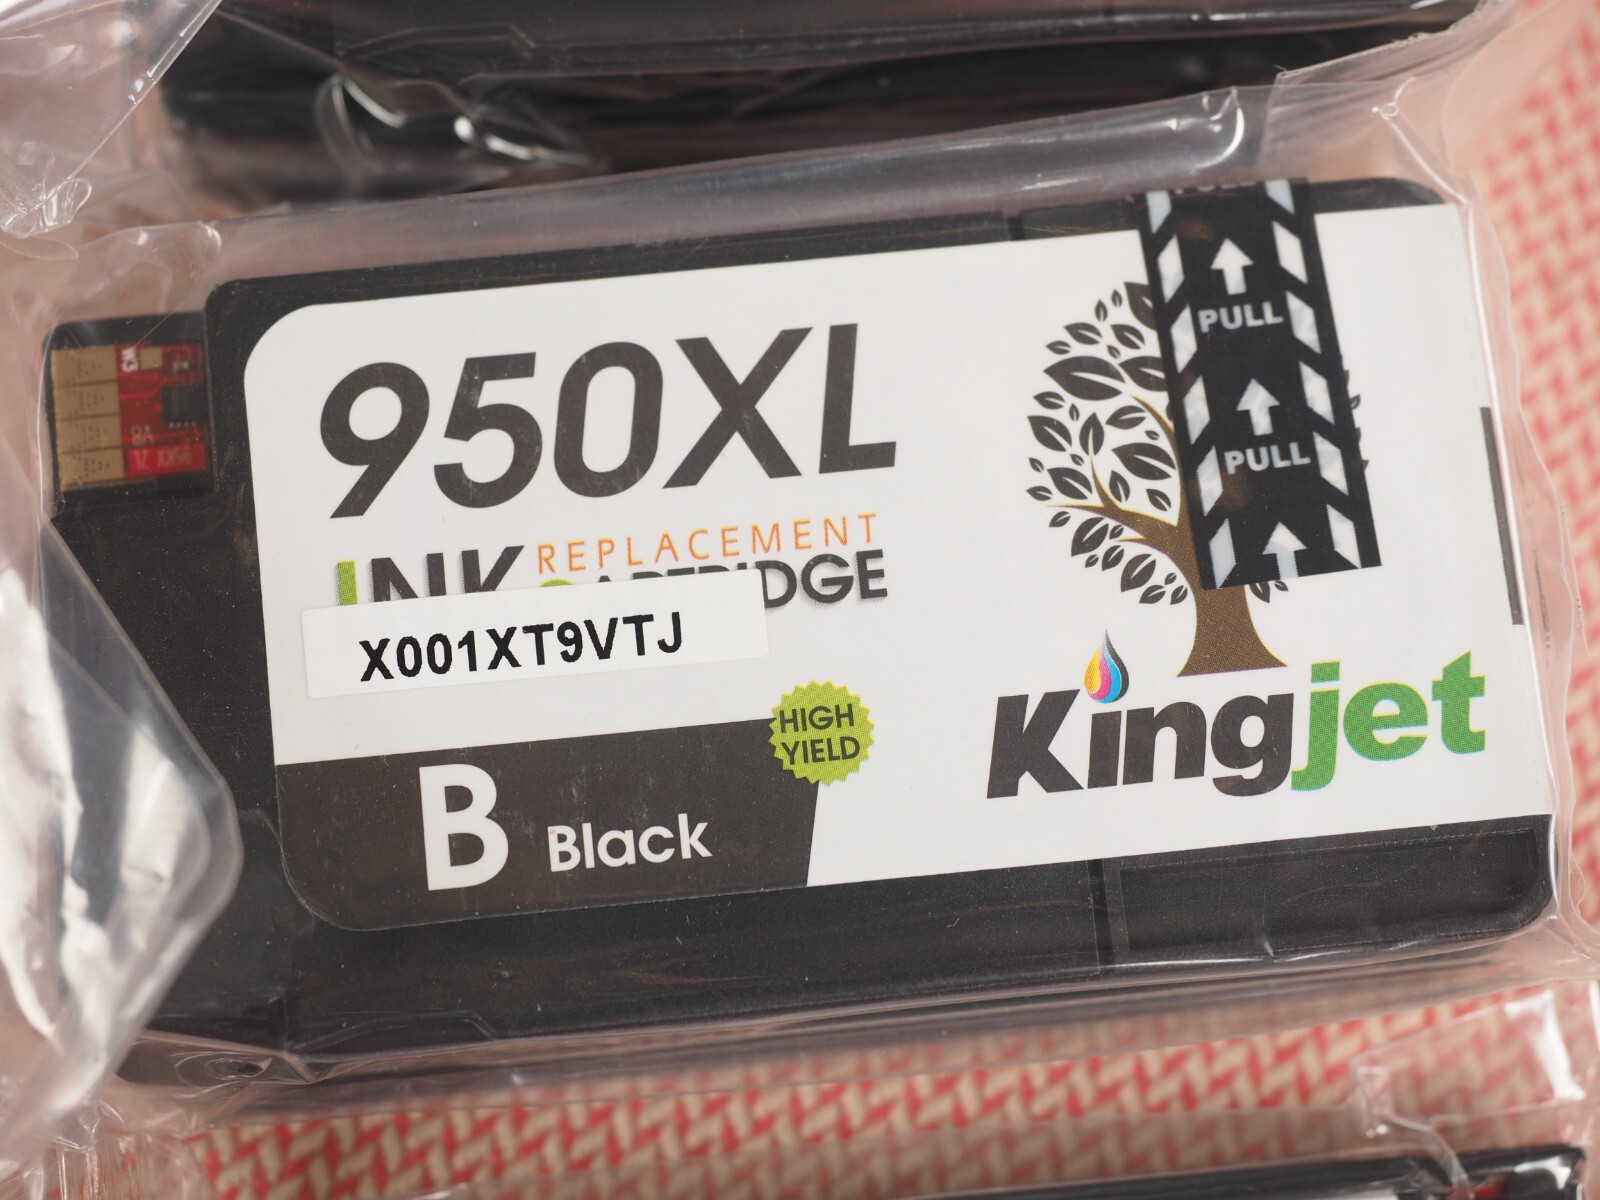 950XL
REPLACEMENT
INK CARTRIDGE
X001XT9VTJ
HIGH
YIELD
B Black
PULL
PULL
Kingjet